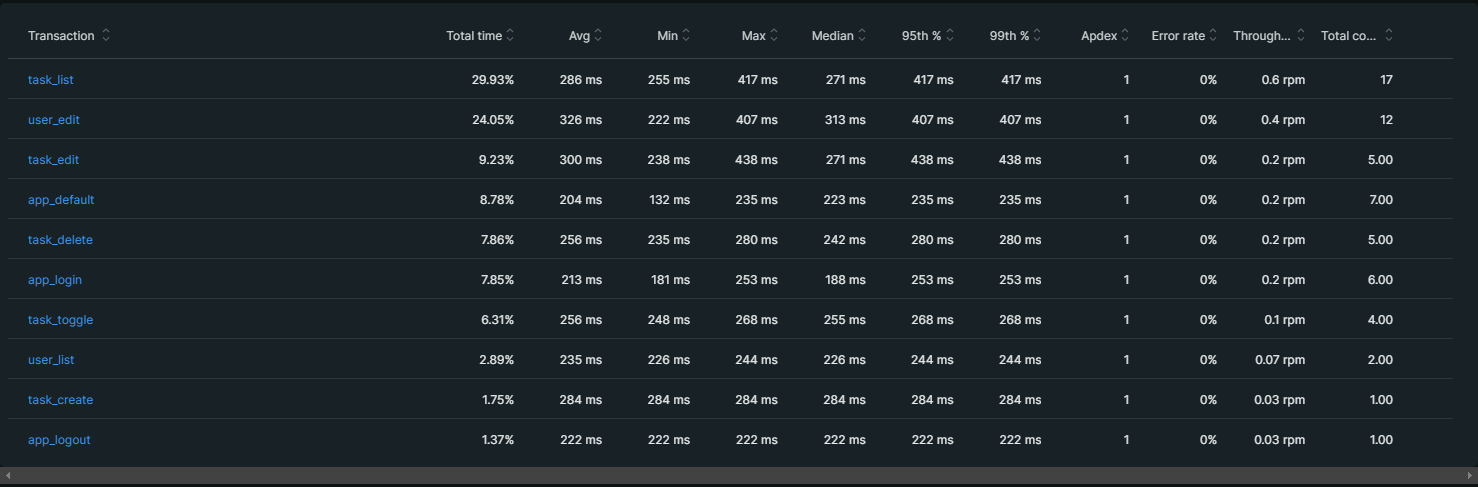 Transaction Total time Avg Min Max Median 95th % 99th % Apdex Error rate Through... Total co...
task_list 29.93% 286 ms 255 ms 417 ms 271 ms 417 ms 417 ms 1 0% 0.6 rpm 17
user_edit 24.05% 326 ms 222 ms 407 ms 313 ms 407 ms 407 ms 1 0% 0.4 rpm 12
task_edit 9.23% 300 ms 238 ms 438 ms 271 ms 438 ms 438 ms 1 0% 0.2 rpm 5.00
app_default 8.78% 204 ms 132 ms 235 ms 223 ms 235 ms 235 ms 1 0% 0.2 rpm 7.00
task_delete 7.86% 256 ms 235 ms 280 ms 242 ms 280 ms 280 ms 1 0% 0.2 rpm 5.00
app_login 7.85% 213 ms 181 ms 253 ms 188 ms 253 ms 253 ms 1 0% 0.2 rpm 6.00
task_toggle 6.31% 256 ms 248 ms 268 ms 255 ms 268 ms 268 ms 1 0% 0.1 rpm 4.00
user_list 2.89% 235 ms 226 ms 244 ms 226 ms 244 ms 244 ms 1 0% 0.07 rpm 2.00
task_create 1.75% 284 ms 284 ms 284 ms 284 ms 284 ms 284 ms 1 0% 0.03 rpm 1.00
app_logout 1.37% 222 ms 222 ms 222 ms 222 ms 222 ms 222 ms 1 0% 0.03 rpm 1.00